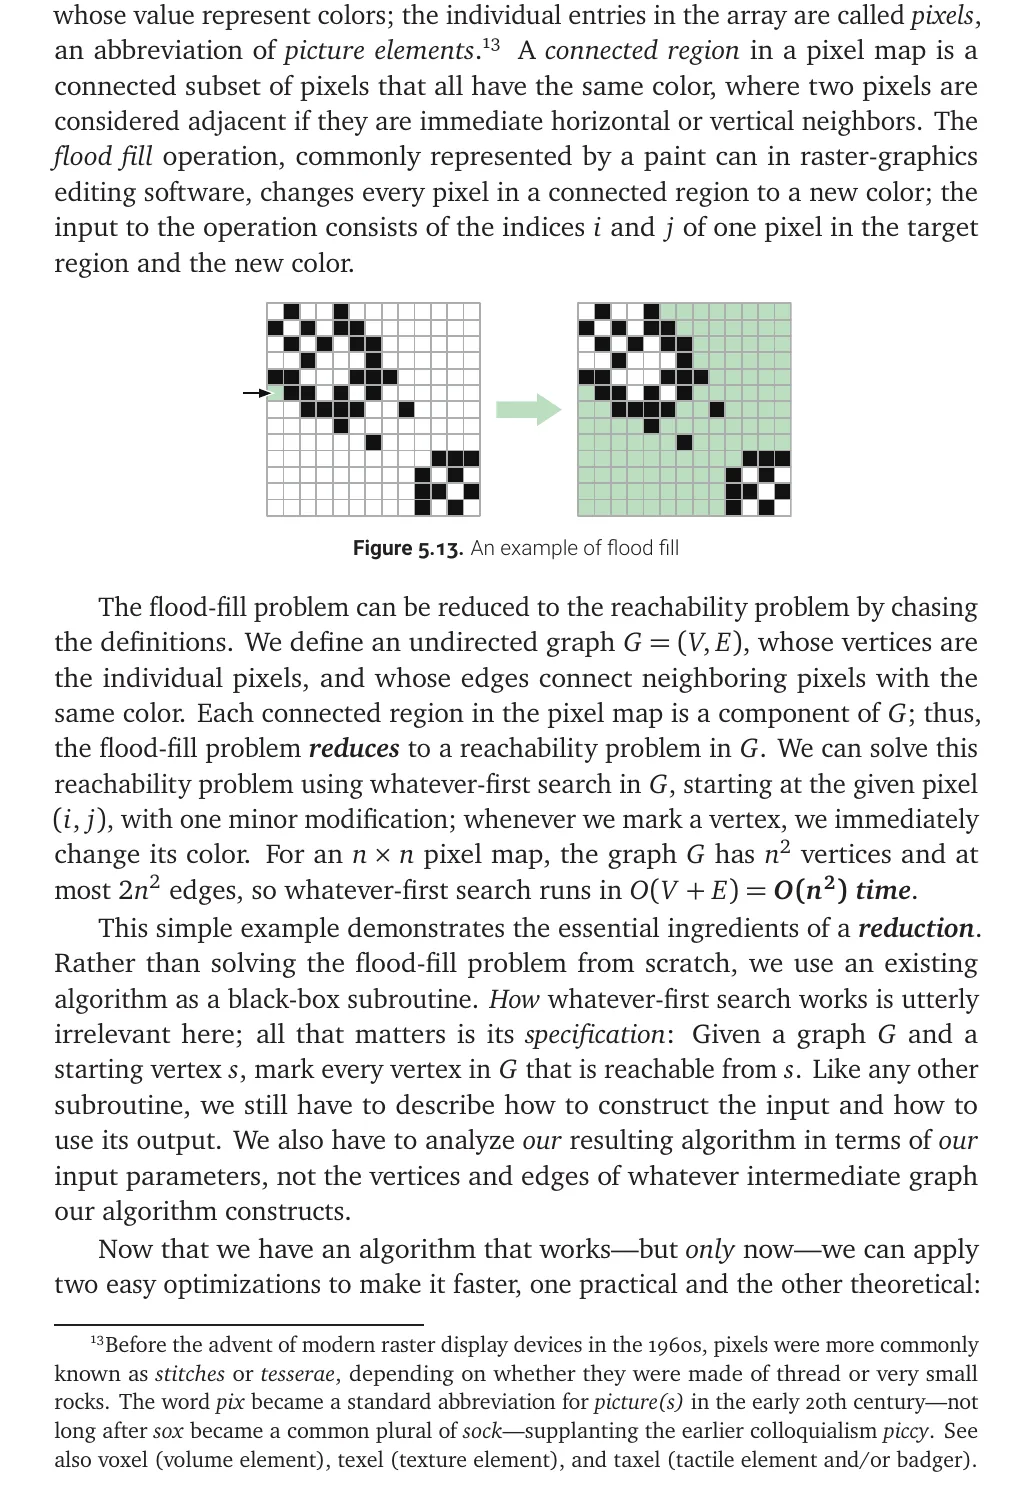 whose value represent colors; the individual entries in the array are called pixels,
an abbreviation of picture elements.¹³ A connected region in a pixel map is a
connected subset of pixels that all have the same color, where two pixels are
considered adjacent if they are immediate horizontal or vertical neighbors. The
flood fill operation, commonly represented by a paint can in raster-graphics
editing software, changes every pixel in a connected region to a new color; the
input to the operation consists of the indices i and j of one pixel in the target
region and the new color.
Figure 5.13. An example of flood fill
The flood-fill problem can be reduced to the reachability problem by chasing
the definitions. We define an undirected graph G = (V, E), whose vertices are
the individual pixels, and whose edges connect neighboring pixels with the
same color. Each connected region in the pixel map is a component of G; thus,
the flood-fill problem reduces to a reachability problem in G. We can solve this
reachability problem using whatever-first search in G, starting at the given pixel
(i, j), with one minor modification; whenever we mark a vertex, we immediately
change its color. For an n × n pixel map, the graph G has n² vertices and at
most 2n² edges, so whatever-first search runs in O(V + E) = O(n²) time.
This simple example demonstrates the essential ingredients of a reduction.
Rather than solving the flood-fill problem from scratch, we use an existing
algorithm as a black-box subroutine. How whatever-first search works is utterly
irrelevant here; all that matters is its specification: Given a graph G and a
starting vertex s, mark every vertex in G that is reachable from s. Like any other
subroutine, we still have to describe how to construct the input and how to
use its output. We also have to analyze our resulting algorithm in terms of our
input parameters, not the vertices and edges of whatever intermediate graph
our algorithm constructs.
Now that we have an algorithm that works—but only now—we can apply
two easy optimizations to make it faster, one practical and the other theoretical:
¹³Before the advent of modern raster display devices in the 1960s, pixels were more commonly
known as stitches or tesserae, depending on whether they were made of thread or very small
rocks. The word pix became a standard abbreviation for picture(s) in the early 20th century—not
long after sox became a common plural of sock—supplanting the earlier colloquialism piccy. See
also voxel (volume element), texel (texture element), and taxel (tactile element and/or badger).